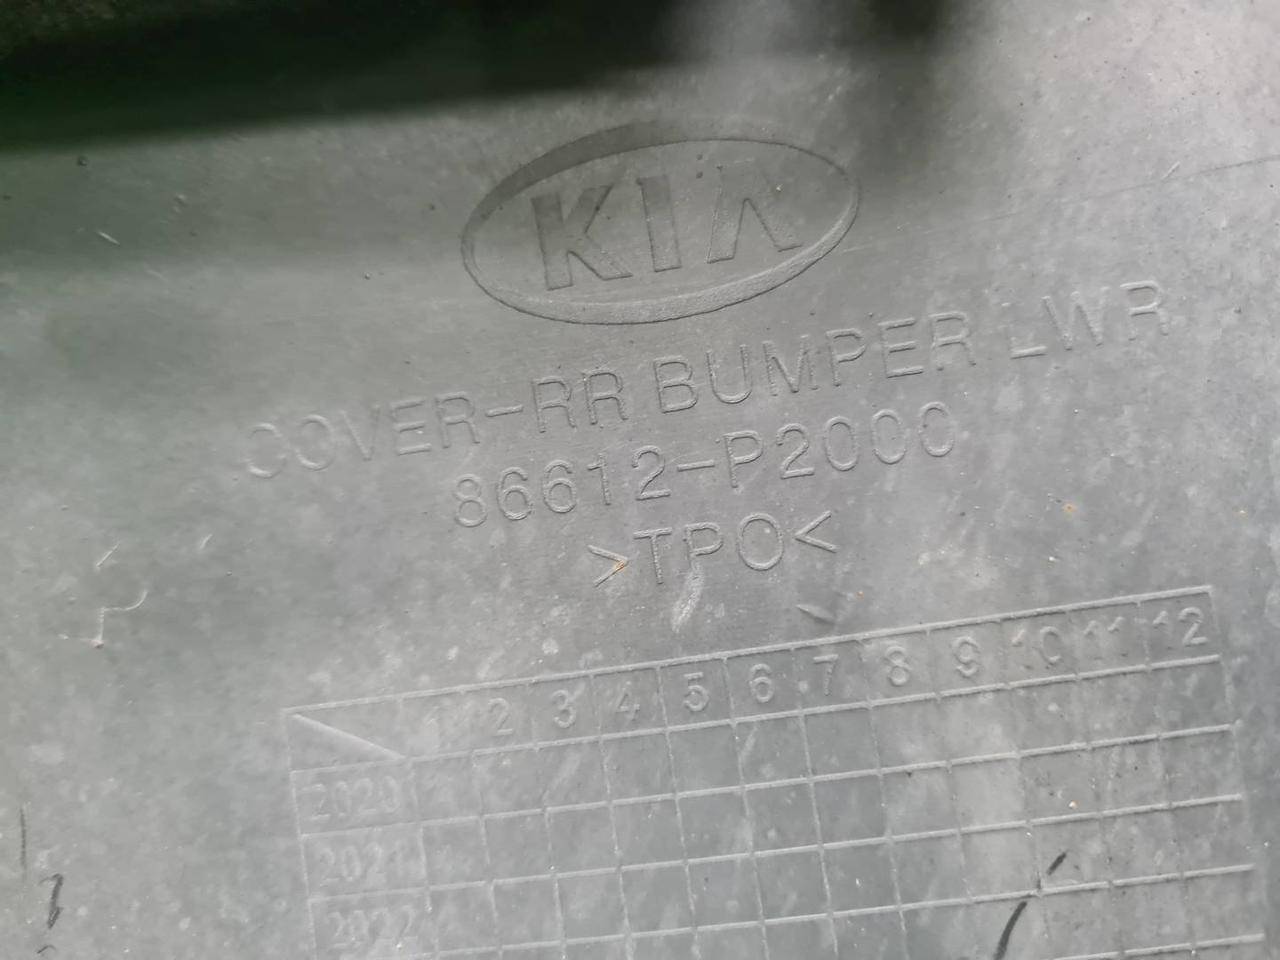 KIA
COVER-RR BUMPER LWR
86612-P2000
>TPO<
1 2 3 4 5 6 7 8 9 10 11 12
2020
2021
2022